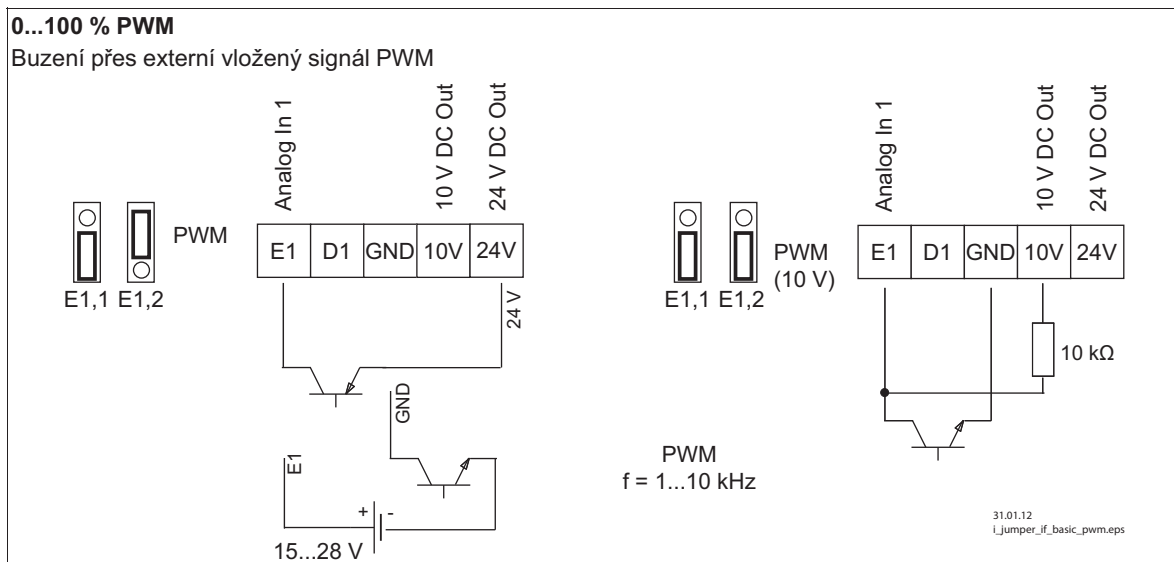 0...100 % PWM
Buzení přes externí vložený signál PWM
Analog In 1
10 V DC Out
24 V DC Out
E1,1 E1,2
PWM
E1 D1 GND 10V 24V
24 V
GND
E1
+ -
15...28 V
Analog In 1
10 V DC Out
24 V DC Out
E1,1 E1,2
PWM
(10 V)
E1 D1 GND 10V 24V
10 kΩ
PWM
f = 1...10 kHz
31.01.12
i_jumper_if_basic_pwm.eps